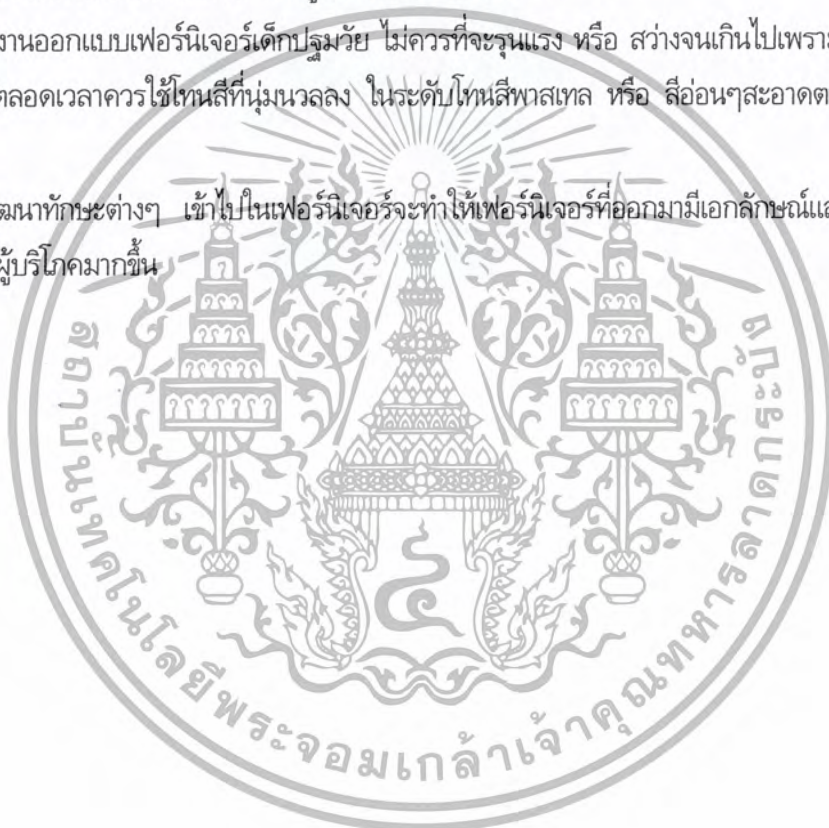 งานออกแบบเฟอร์นิเจอร์เด็กปฐมวัย ไม่ควรที่จะรุนแรง หรือ สว่างจนเกินไปเพราะ
ตลอดเวลาควรใช้โทนสีที่นุ่มนวลลง ในระดับโทนสีพาสเทล หรือ สีอ่อนๆสะอาดต
ฒนาทักษะต่างๆ เข้าไปในเฟอร์นิเจอร์จะทำให้เฟอร์นิเจอร์ที่ออกมามีเอกลักษณ์แล
ผู้บริโภคมากขึ้น
สถาบันเทคโนโลยีพระจอมเกล้าเจ้าคุณทหารลาดกระบัง